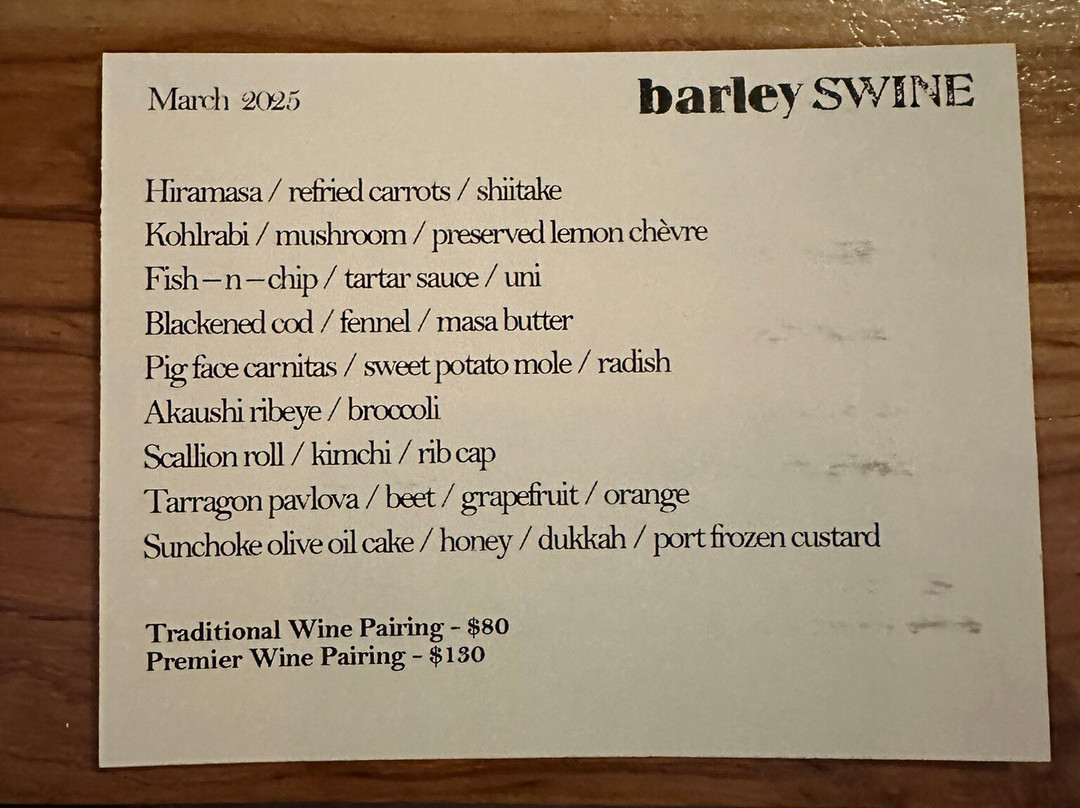 March 2025
barley SWINE
Hiramasa / refried carrots / shiitake
Kohlrabi / mushroom / preserved lemon chèvre
Fish-n-chip / tartar sauce / uni
Blackened cod / fennel / masa butter
Pig face carnitas / sweet potato mole / radish
Akaushi ribeye / broccoli
Scallion roll / kimchi / rib cap
Tarragon pavlova / beet / grapefruit / orange
Sunchoke olive oil cake / honey / dukkah / port frozen custard
Traditional Wine Pairing - $80
Premier Wine Pairing - $130